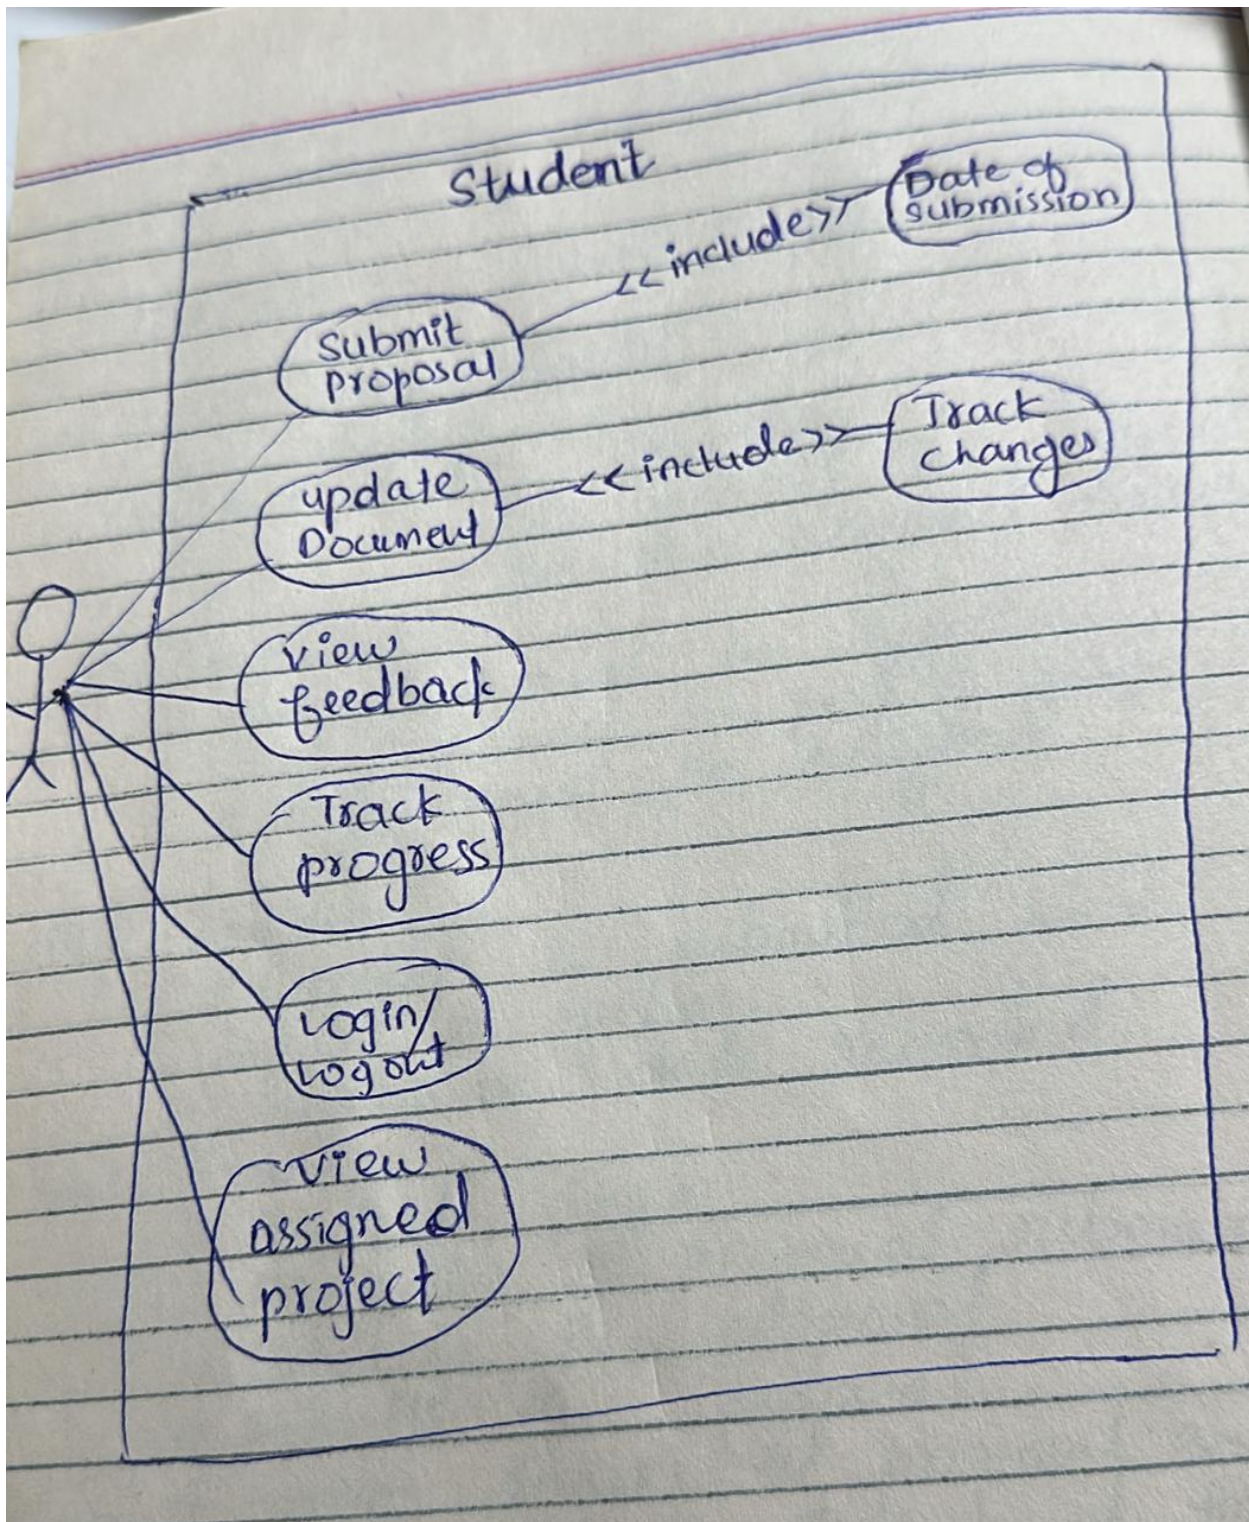 Student
Date of
submission
<<include>>
Submit
proposal
Track
changes
<<include>>
update
Document
view
feedback
Track
progress
Login/
Logout
view
assigned
project